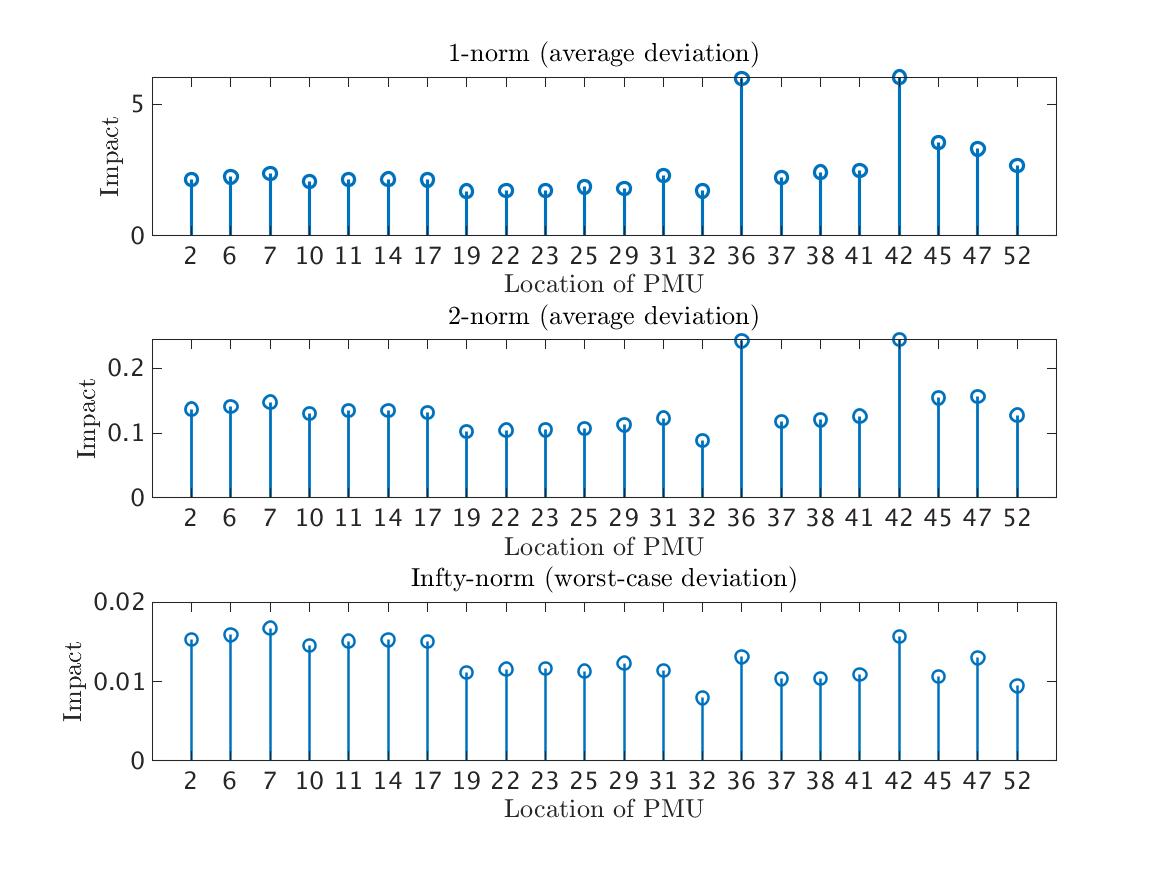 1-norm (average deviation)
5
0
Impact
2 6 7 10 11 14 17 19 22 23 25 29 31 32 36 37 38 41 42 45 47 52
Location of PMU
2-norm (average deviation)
0.2
0.1
0
Impact
2 6 7 10 11 14 17 19 22 23 25 29 31 32 36 37 38 41 42 45 47 52
Location of PMU
Infty-norm (worst-case deviation)
0.02
0.01
0
Impact
2 6 7 10 11 14 17 19 22 23 25 29 31 32 36 37 38 41 42 45 47 52
Location of PMU